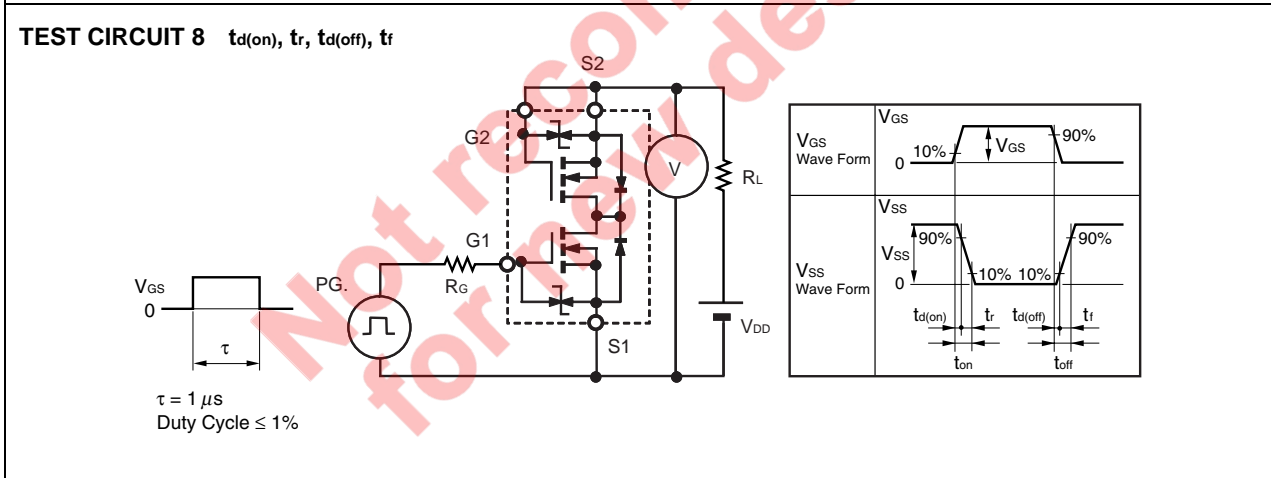 TEST CIRCUIT 8 td(on), tr, td(off), tf
S2
G2
V
RL
G1
RG
PG.
VGS
0
τ
VDD
S1
τ = 1 μs
Duty Cycle ≤ 1%
VGS
Wave Form
VGS
10%
0
VGS
90%
VSS
Wave Form
VSS
VSS
90%
0
10% 10%
90%
td(on) tr td(off) tf
ton toff
Not recom
for new de